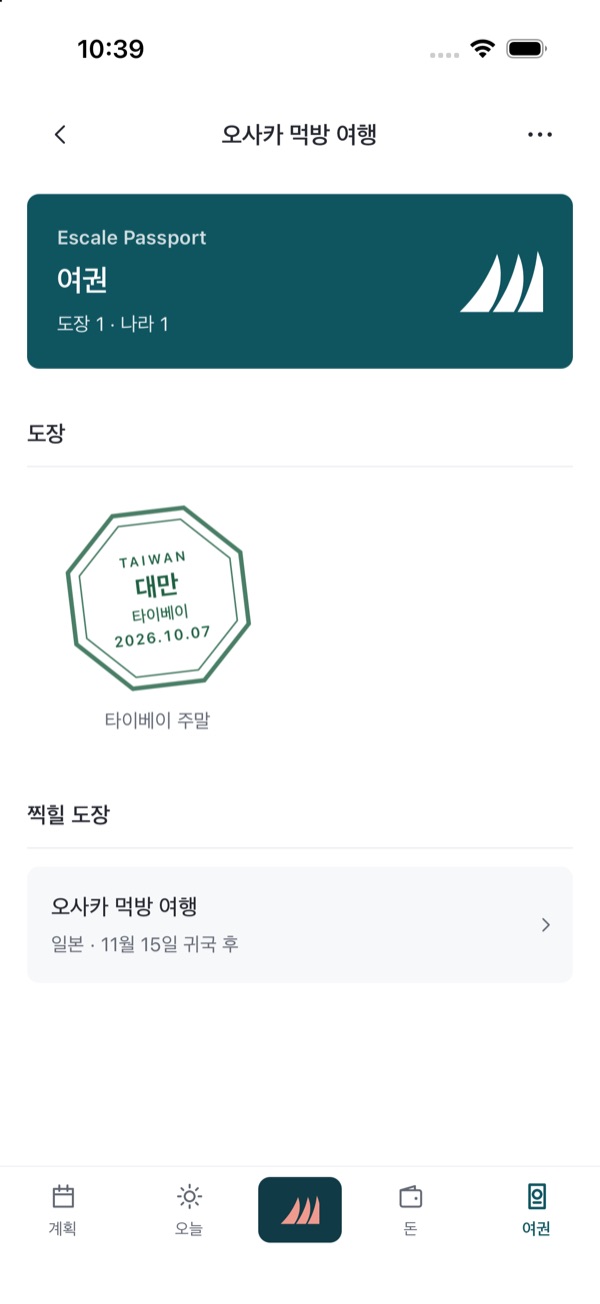 10:39
오사카 먹방 여행
Escale Passport
여권
도장 1 · 나라 1
도장
TAIWAN
대만
타이베이
2026.10.07
타이베이 주말
찍힐 도장
오사카 먹방 여행
일본 · 11월 15일 귀국 후
계획
오늘
돈
여권